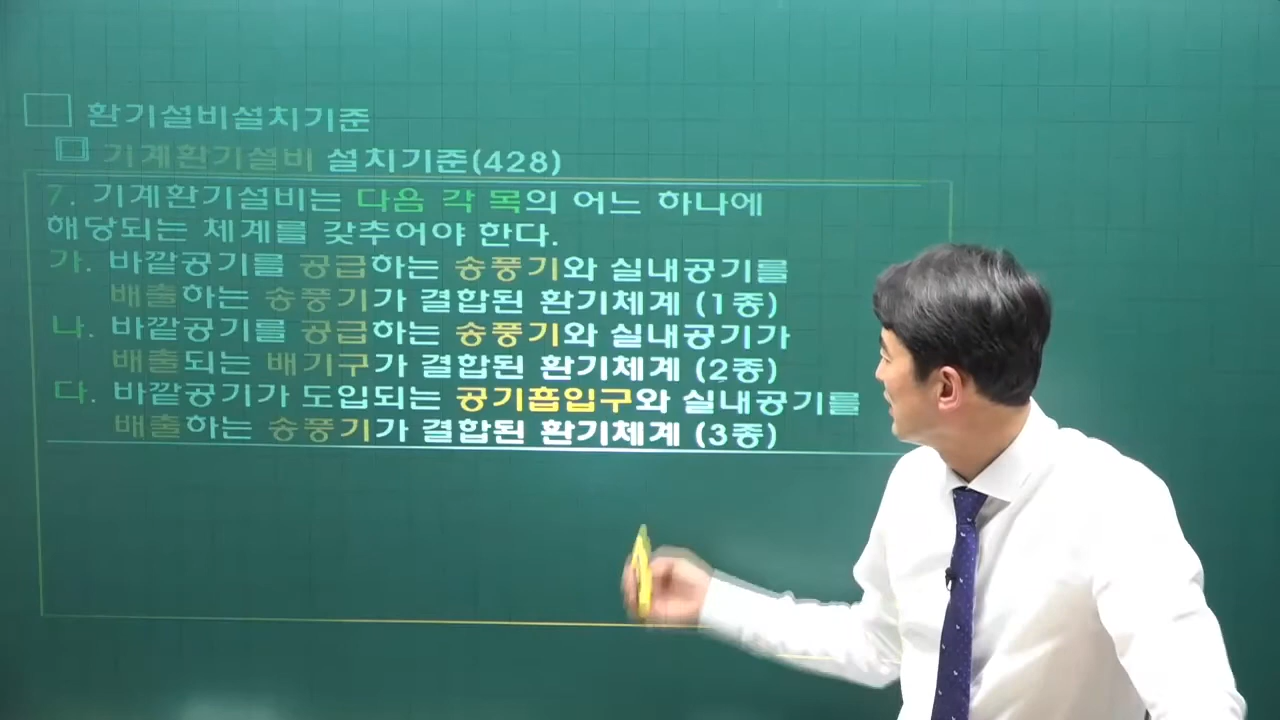 환기설비설치기준
기계환기설비 설치기준(428)
7. 기계환기설비는 다음 각 목의 어느 하나에
해당되는 체계를 갖추어야 한다.
가. 바깥공기를 공급하는 송풍기와 실내공기를
배출하는 송풍기가 결합된 환기체계 (1종)
나. 바깥공기를 공급하는 송풍기와 실내공기가
배출되는 배기구가 결합된 환기체계 (2종)
다. 바깥공기가 도입되는 공기흡입구와 실내공기를
배출하는 송풍기가 결합된 환기체계 (3종)